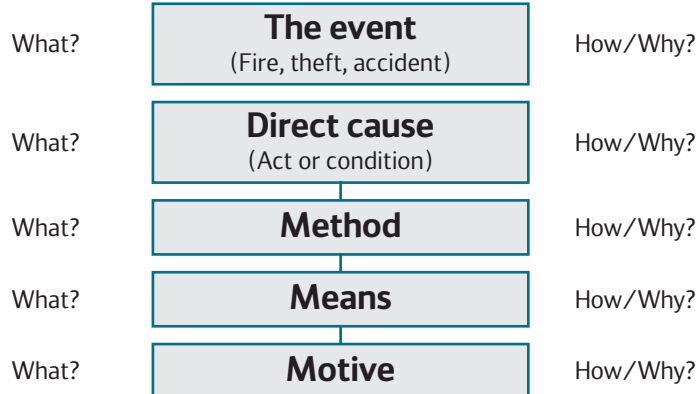 The event
What? How/Why?
(Fire, theft, accident)
Direct cause
What? How/Why?
(Act or condition)
What? Method How/Why?
What? Means How/Why?
What? Motive How/Why?